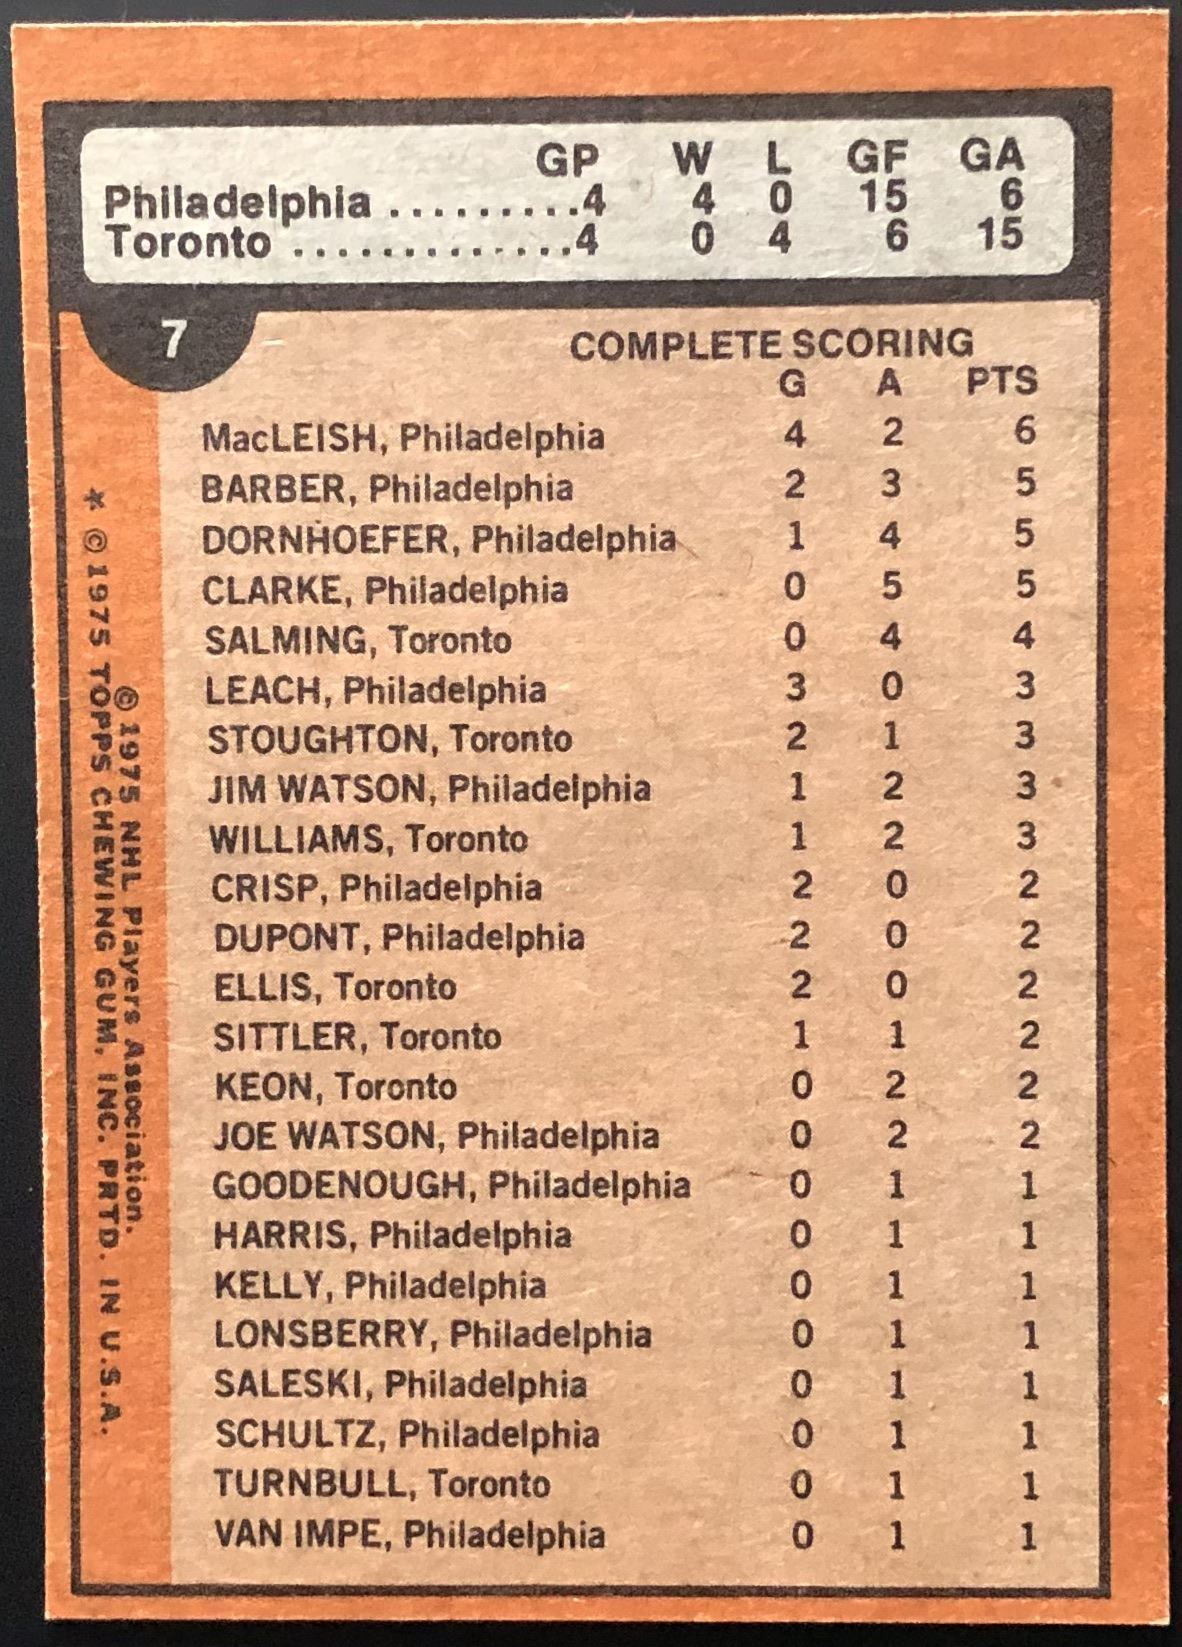 GP W L GF GA
Philadelphia .........4 4 0 15 6
Toronto .............4 0 4 6 15
7
COMPLETE SCORING
G A PTS
MacLEISH, Philadelphia 4 2 6
BARBER, Philadelphia 2 3 5
DORNHOEFER, Philadelphia 1 4 5
CLARKE, Philadelphia 0 5 5
SALMING, Toronto 0 4 4
LEACH, Philadelphia 3 0 3
STOUGHTON, Toronto 2 1 3
JIM WATSON, Philadelphia 1 2 3
WILLIAMS, Toronto 1 2 3
CRISP, Philadelphia 2 0 2
DUPONT, Philadelphia 2 0 2
ELLIS, Toronto 2 0 2
SITTLER, Toronto 1 1 2
KEON, Toronto 0 2 2
JOE WATSON, Philadelphia 0 2 2
GOODENOUGH, Philadelphia 0 1 1
HARRIS, Philadelphia 0 1 1
KELLY, Philadelphia 0 1 1
LONSBERRY, Philadelphia 0 1 1
SALESKI, Philadelphia 0 1 1
SCHULTZ, Philadelphia 0 1 1
TURNBULL, Toronto 0 1 1
VAN IMPE, Philadelphia 0 1 1
© 1975 NHL Players Association.
* © 1975 TOPPS CHEWING GUM, INC. PRTD. IN U.S.A.